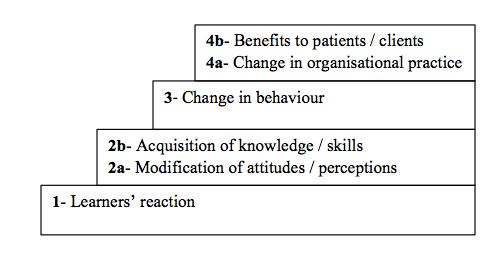 4b- Benefits to patients / clients
4a- Change in organisational practice
3- Change in behaviour
2b- Acquisition of knowledge / skills
2a- Modification of attitudes / perceptions
1- Learners’ reaction